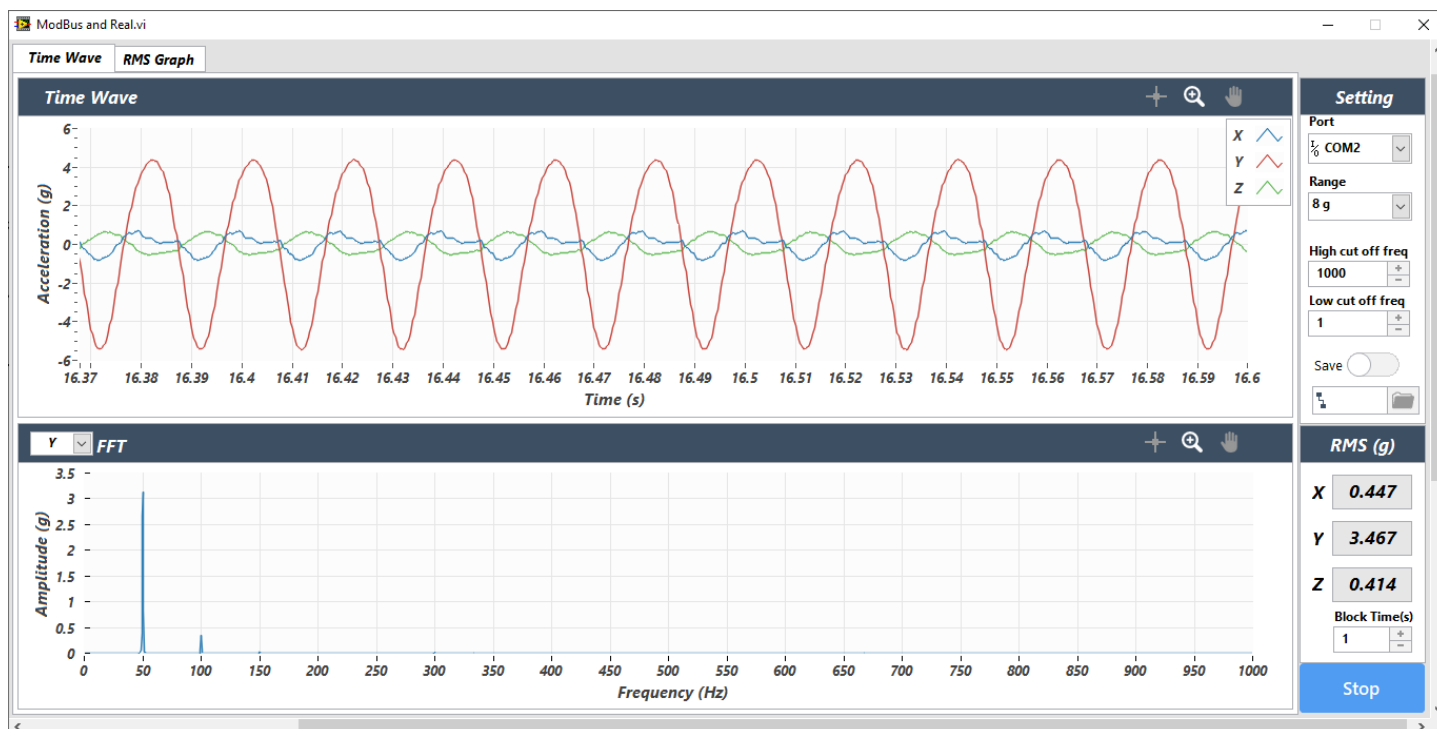 ModBus and Real.vi
Time Wave RMS Graph
Time Wave
X
Y
Z
6
4
2
0
-2
-4
-6
Acceleration (g)
16.37 16.38 16.39 16.4 16.41 16.42 16.43 16.44 16.45 16.46 16.47 16.48 16.49 16.5 16.51 16.52 16.53 16.54 16.55 16.56 16.57 16.58 16.59 16.6
Time (s)
Y FFT
3.5
3
2.5
2
1.5
1
0.5
0
Amplitude (g)
0 50 100 150 200 250 300 350 400 450 500 550 600 650 700 750 800 850 900 950 1000
Frequency (Hz)
Setting
Port
I/O COM2
Range
8 g
High cut off freq
1000
Low cut off freq
1
Save
RMS (g)
X 0.447
Y 3.467
Z 0.414
Block Time(s)
1
Stop